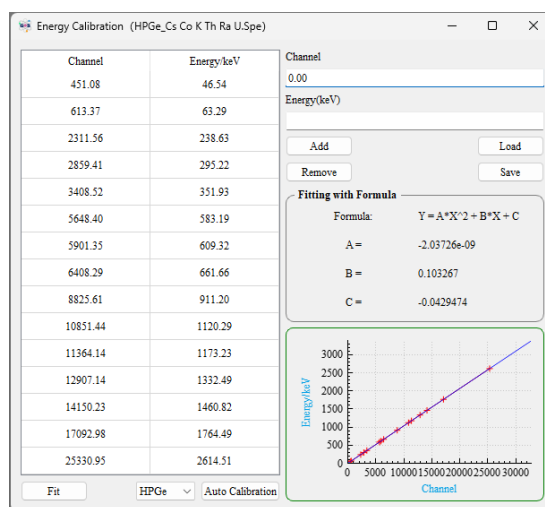 Energy Calibration (HPGe_Cs Co K Th Ra U.Spe)
Channel Energy/keV
451.08 46.54
613.37 63.29
2311.56 238.63
2859.41 295.22
3408.52 351.93
5648.40 583.19
5901.35 609.32
6408.29 661.66
8825.61 911.20
10851.44 1120.29
11364.14 1173.23
12907.14 1332.49
14150.23 1460.82
17092.98 1764.49
25330.95 2614.51
Fit HPGe Auto Calibration
Channel
0.00
Energy(keV)
Add Load
Remove Save
Fitting with Formula
Formula: Y = A*X^2 + B*X + C
A = -2.03726e-09
B = 0.103267
C = -0.0429474
Energy/keV
3000
2500
2000
1500
1000
500
0
0 5000 10000 15000 20000 25000 30000
Channel